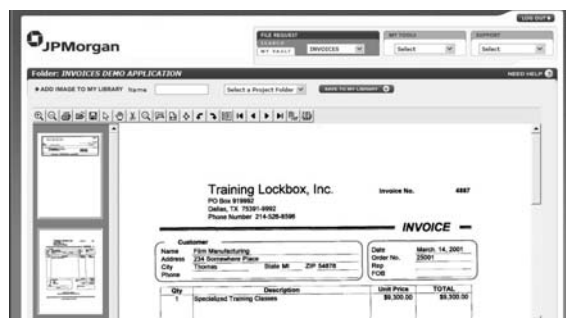 LOG OUT
JPMorgan
FILE REQUEST
SEARCH
MY VAULT
INVOICES
MY TOOLS
Select
SUPPORT
Select
Folder: INVOICES DEMO APPLICATION
NEED HELP
ADD IMAGE TO MY LIBRARY Name Select a Project Folder SAVE TO MY LIBRARY
Training Lockbox, Inc.
PO Box 919992
Dallas, TX 75391-9992
Phone Number 214-528-6596
Invoice No. 4887
INVOICE
Customer
Name Film Manufacturing
Address 234 Somewhere Place
City Thomas State MI ZIP 54878
Phone
Date March, 14, 2001
Order No. 25001
Rep
FOB
Qty Description Unit Price TOTAL
1 Specialized Training Classes $9,300.00 $9,300.00